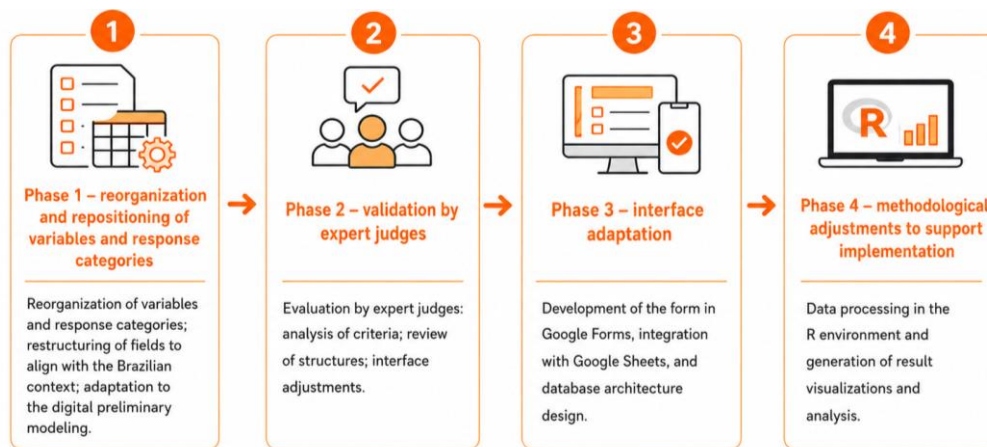 1
Phase 1 – reorganization
and repositioning of
variables and response
categories
Reorganization of variables
and response categories;
restructuring of fields to
align with the Brazilian
context; adaptation to
the digital preliminary
modeling.
2
Phase 2 – validation by
expert judges
Evaluation by expert judges:
analysis of criteria; review
of structures; interface
adjustments.
3
Phase 3 – interface
adaptation
Development of the form in
Google Forms, integration
with Google Sheets, and
database architecture
design.
4
R
Phase 4 – methodological
adjustments to support
implementation
Data processing in the
R environment and
generation of result
visualizations and
analysis.